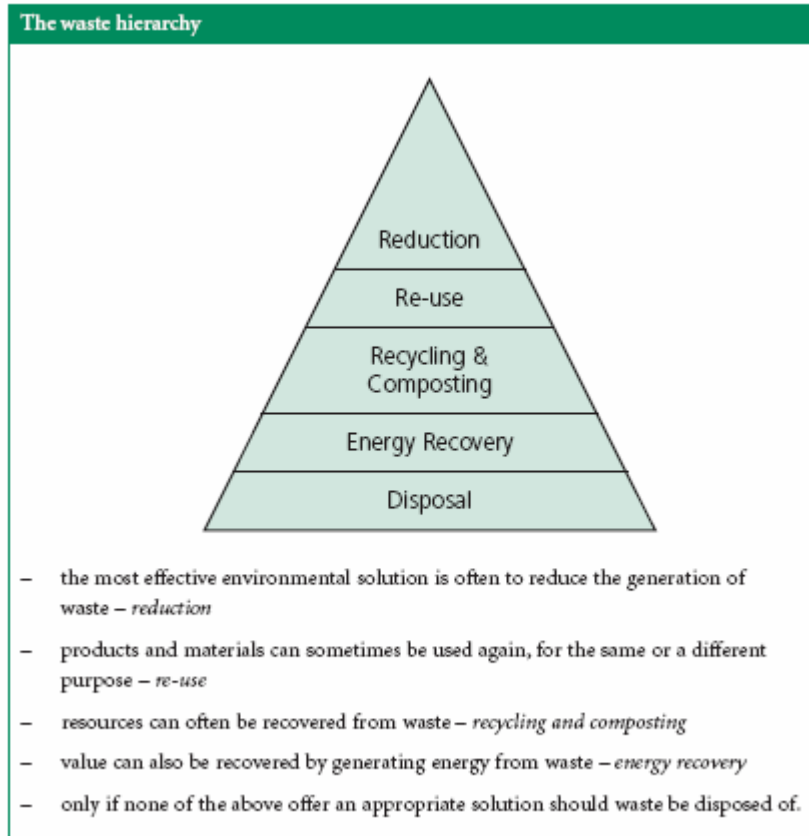 The waste hierarchy
Reduction
Re-use
Recycling &
Composting
Energy Recovery
Disposal
– the most effective environmental solution is often to reduce the generation of
waste – reduction
– products and materials can sometimes be used again, for the same or a different
purpose – re-use
– resources can often be recovered from waste – recycling and composting
– value can also be recovered by generating energy from waste – energy recovery
– only if none of the above offer an appropriate solution should waste be disposed of.